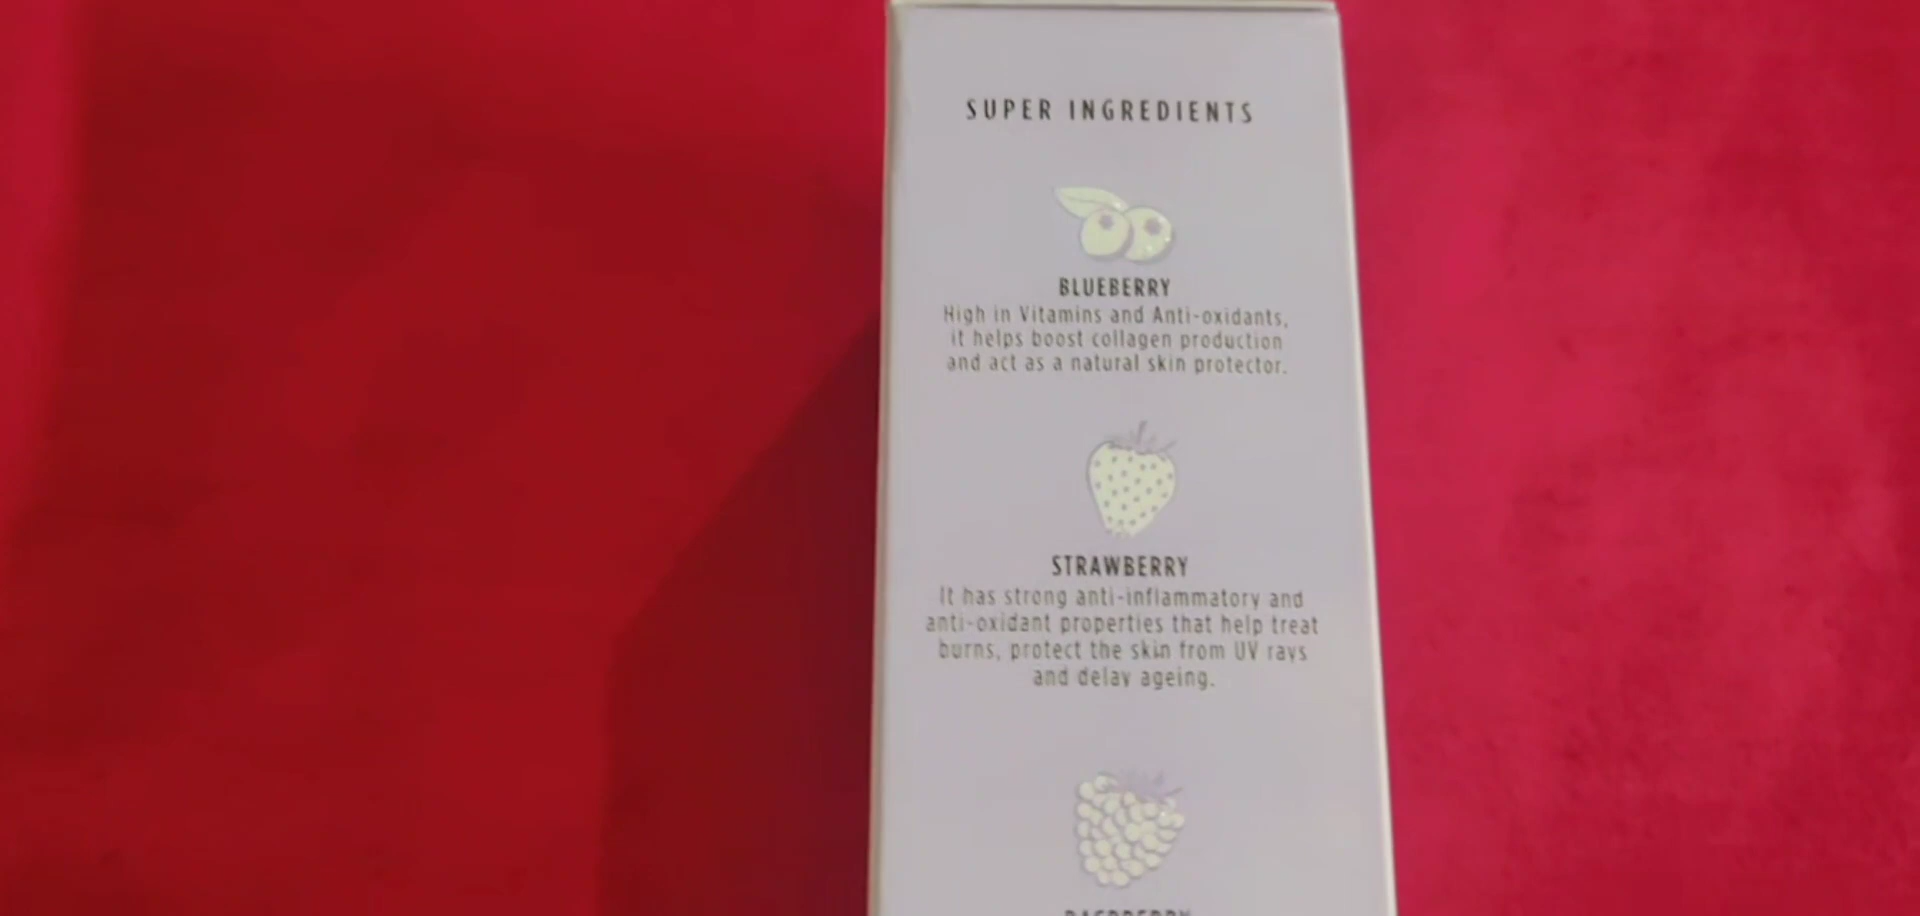 SUPER INGREDIENTS
BLUEBERRY
High in Vitamins and Anti-oxidants,
it helps boost collagen production
and act as a natural skin protector.
STRAWBERRY
It has strong anti-inflammatory and
anti-oxidant properties that help treat
burns, protect the skin from UV rays
and delay ageing.